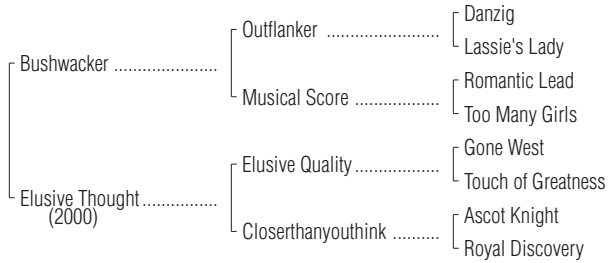 Danzig
Outflanker ......................
Lassie's Lady
Bushwacker ....................
Romantic Lead
Musical Score ................
Too Many Girls
Gone West
Elusive Quality ................
Touch of Greatness
Elusive Thought ...............
(2000)
Ascot Knight
Closerthanyouthink ..........
Royal Discovery